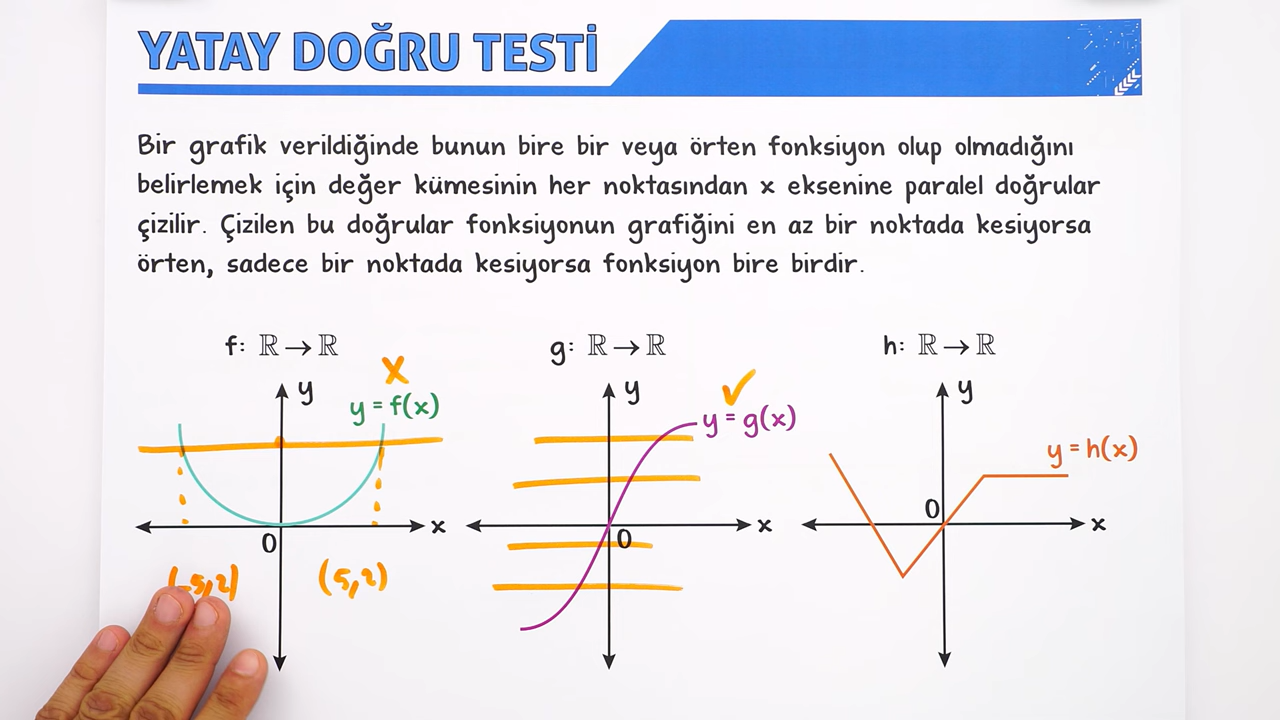 YATAY DOĞRU TESTİ
Bir grafik verildiğinde bunun bire bir veya örten fonksiyon olup olmadığını
belirlemek için değer kümesinin her noktasından x eksenine paralel doğrular
çizilir. Çizilen bu doğrular fonksiyonun grafiğini en az bir noktada kesiyorsa
örten, sadece bir noktada kesiyorsa fonksiyon bire birdir.
f: ℝ → ℝ
y
y = f(x)
x
0
(-5,2)
(5,2)
g: ℝ → ℝ
y
y = g(x)
x
0
h: ℝ → ℝ
y
y = h(x)
0
x